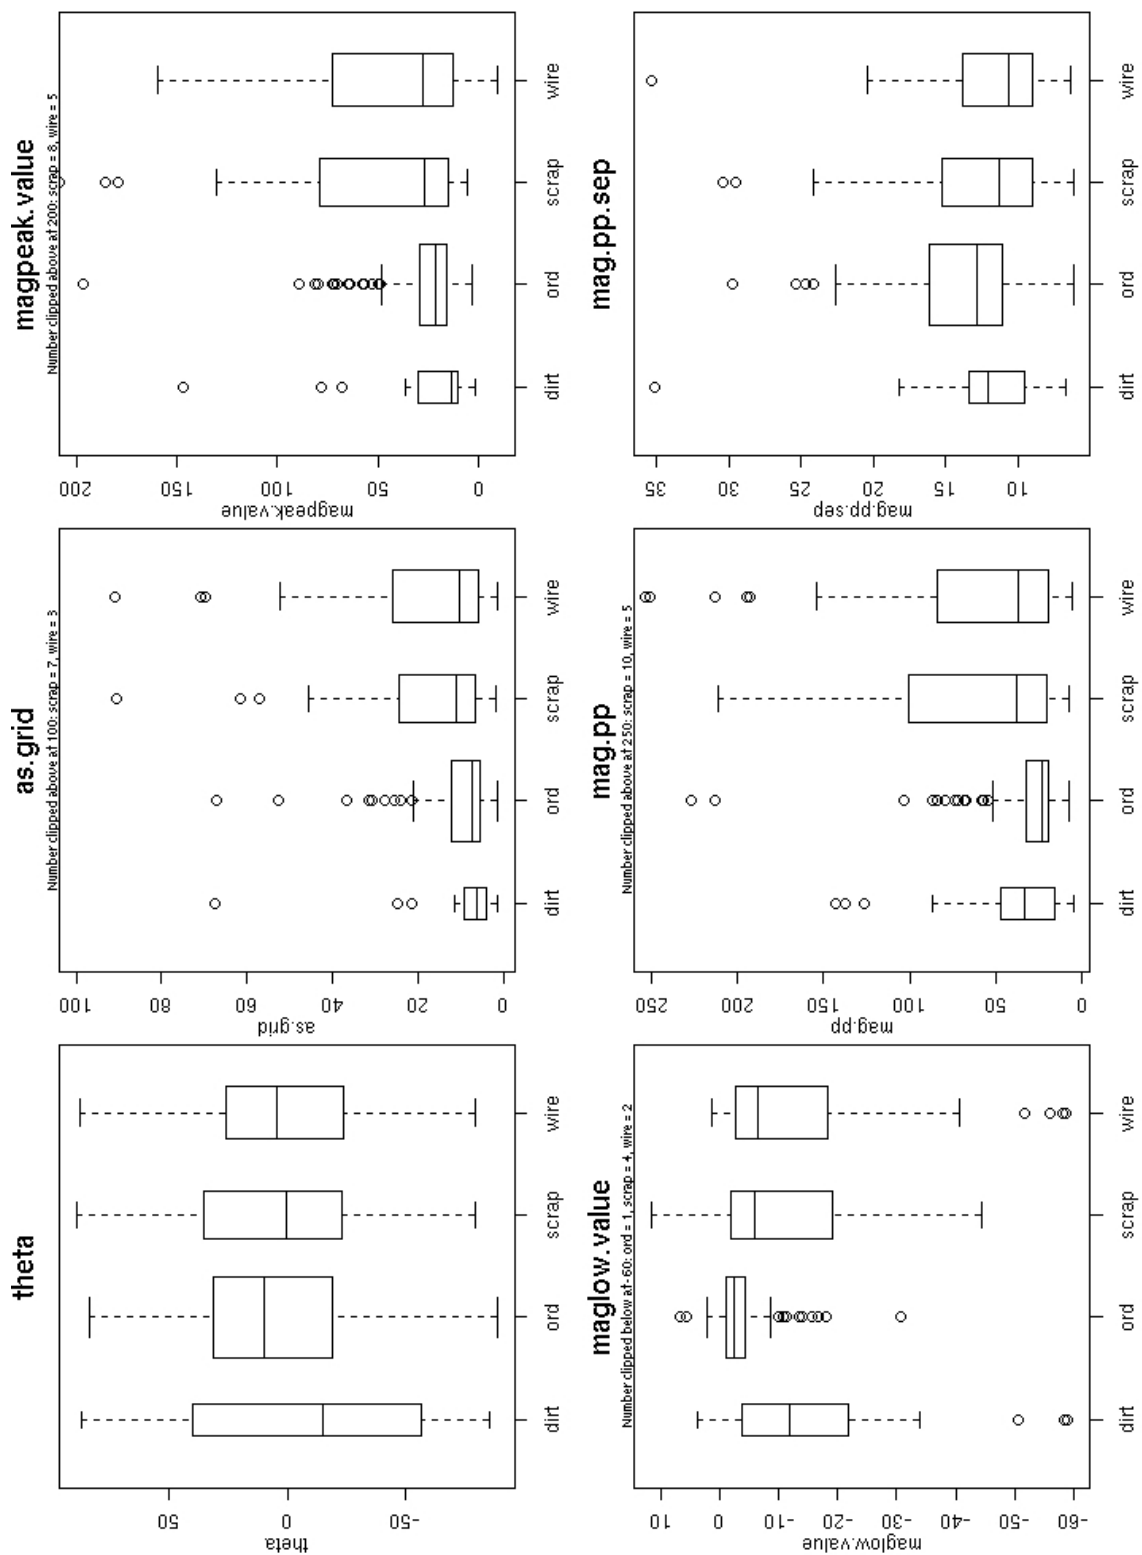 theta
50
0
-50
theta
dirt ord scrap wire
as.grid
Number clipped above at 100: scrap = 7, wire = 3
100
80
60
40
20
0
as.grid
dirt ord scrap wire
magpeak.value
Number clipped above at 200: scrap = 8, wire = 5
200
150
100
50
0
magpeak.value
dirt ord scrap wire
maglow.value
Number clipped below at -60: ord = 1, scrap = 4, wire = 2
10
0
-10
-20
-30
-40
-50
-60
maglow.value
dirt ord scrap wire
mag.pp
Number clipped above at 250: scrap = 10, wire = 5
250
200
150
100
50
0
mag.pp
dirt ord scrap wire
mag.pp.sep
35
30
25
20
15
10
mag.pp.sep
dirt ord scrap wire